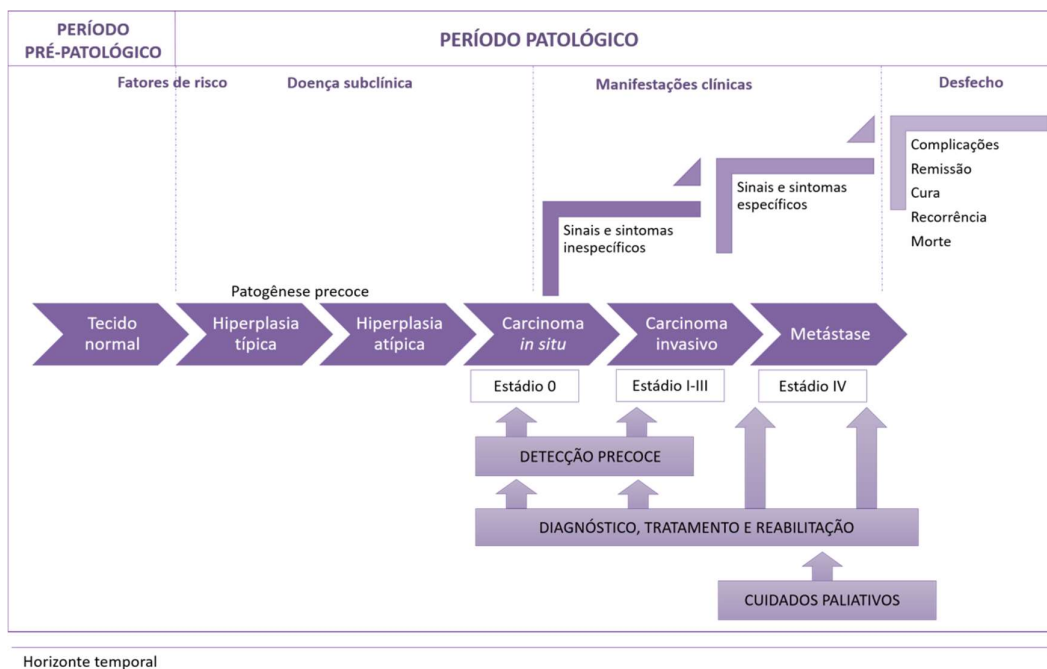 PERÍODO
PRÉ-PATOLÓGICO
PERÍODO PATOLÓGICO
Fatores de risco
Doença subclínica
Manifestações clínicas
Desfecho
Complicações
Remissão
Cura
Recorrência
Morte
Sinais e sintomas
específicos
Sinais e sintomas
inespecíficos
Patogênese precoce
Tecido
normal
Hiperplasia
típica
Hiperplasia
atípica
Carcinoma
in situ
Carcinoma
invasivo
Metástase
Estádio 0
Estádio I-III
Estádio IV
DETECÇÃO PRECOCE
DIAGNÓSTICO, TRATAMENTO E REABILITAÇÃO
CUIDADOS PALIATIVOS
Horizonte temporal